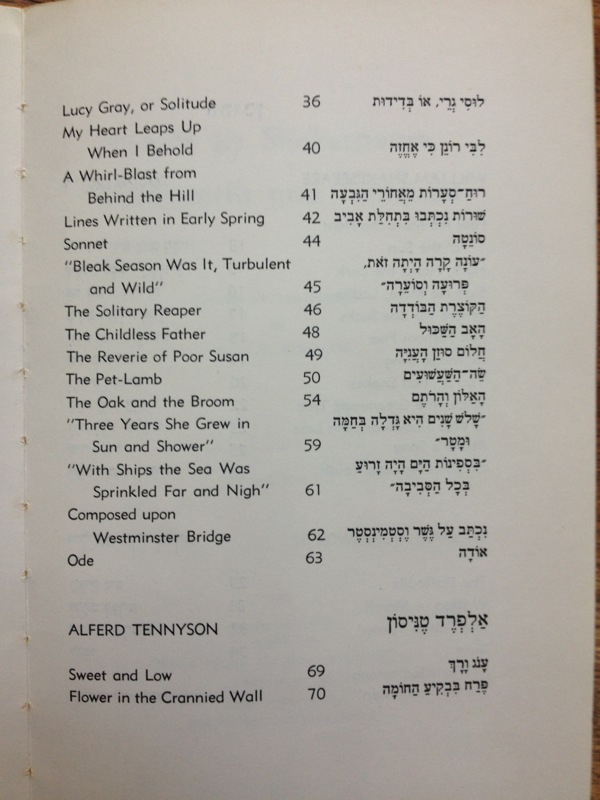 Lucy Gray, or Solitude 36 לוּסִי גְרֵי, אוֹ בְּדִידוּת
My Heart Leaps Up
When I Behold 40 לִבִּי רוֹנֵן כִּי אֶחֱזֶה
A Whirl-Blast from
Behind the Hill 41 רוּחַ־סְעָרוֹת מֵאֲחוֹרֵי הַגִּבְעָה
Lines Written in Early Spring 42 שׁוּרוֹת נִכְתְּבוּ בִּתְחִלַּת אָבִיב
Sonnet 44 סוֹנֶטָה
"Bleak Season Was It, Turbulent ״עוֹנָה קָרָה הָיְתָה זֹאת,
and Wild" 45 פְּרוּעָה וְסוֹעֵרָה״
The Solitary Reaper 46 הַקּוֹצֶרֶת הַבּוֹדֵדָה
The Childless Father 48 הָאָב הַשַּׁכּוּל
The Reverie of Poor Susan 49 חֲלוֹם סוּזַן הָעֲנִיָּה
The Pet-Lamb 50 שֵׂה־הַשַּׁעֲשׁוּעִים
The Oak and the Broom 54 הָאַלּוֹן וְהָרֹתֶם
"Three Years She Grew in ״שָׁלֹשׁ שָׁנִים הִיא גָּדְלָה בְּחַמָּה
Sun and Shower" 59 וּמָטָר״
"With Ships the Sea Was ״בִּסְפִינוֹת הַיָּם הָיָה זָרוּעַ
Sprinkled Far and Nigh" 61 בְּכָל הַסְּבִיבָה״
Composed upon
Westminster Bridge 62 נִכְתַּב עַל גֶּשֶׁר וֶסְטְמִינְסְטֶר
Ode 63 אוֹדָה
ALFERD TENNYSON אַלְפְרֶד טֶנִיסוֹן
Sweet and Low 69 עָנֹג וָרָךְ
Flower in the Crannied Wall 70 פֶּרַח בִּבְקִיעַ הַחוֹמָה